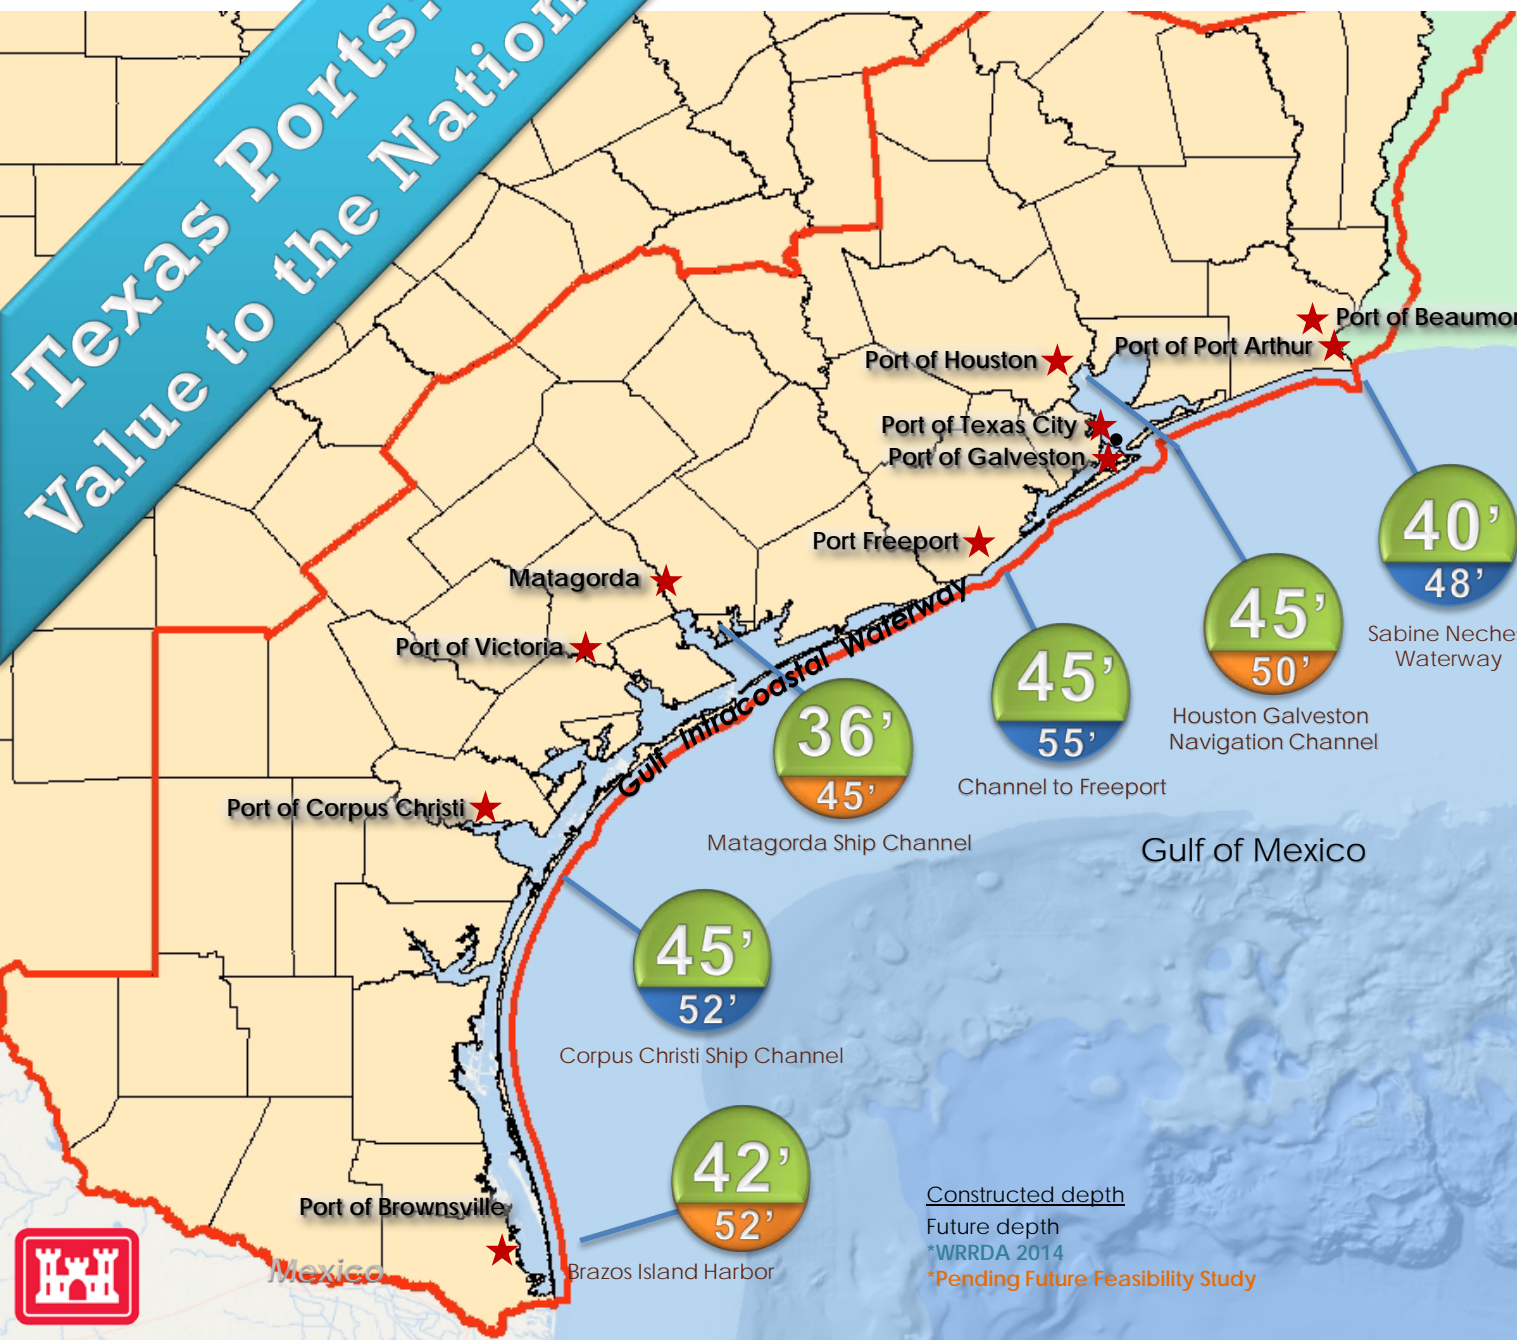 Texas Ports:
Value to the Nation
Port of Beaumo
Port of Port Arthur
Port of Houston
Port of Texas City
Port of Galveston
Port Freeport
Matagorda
Port of Victoria
Port of Corpus Christi
Port of Brownsville
Gulf Intracoastal Waterway
Gulf of Mexico
Mexico
40’
48’
Sabine Neche
Waterway
45’
50’
Houston Galveston
Navigation Channel
45’
55’
Channel to Freeport
36’
45’
Matagorda Ship Channel
45’
52’
Corpus Christi Ship Channel
42’
52’
Brazos Island Harbor
Constructed depth
Future depth
*WRRDA 2014
*Pending Future Feasibility Study